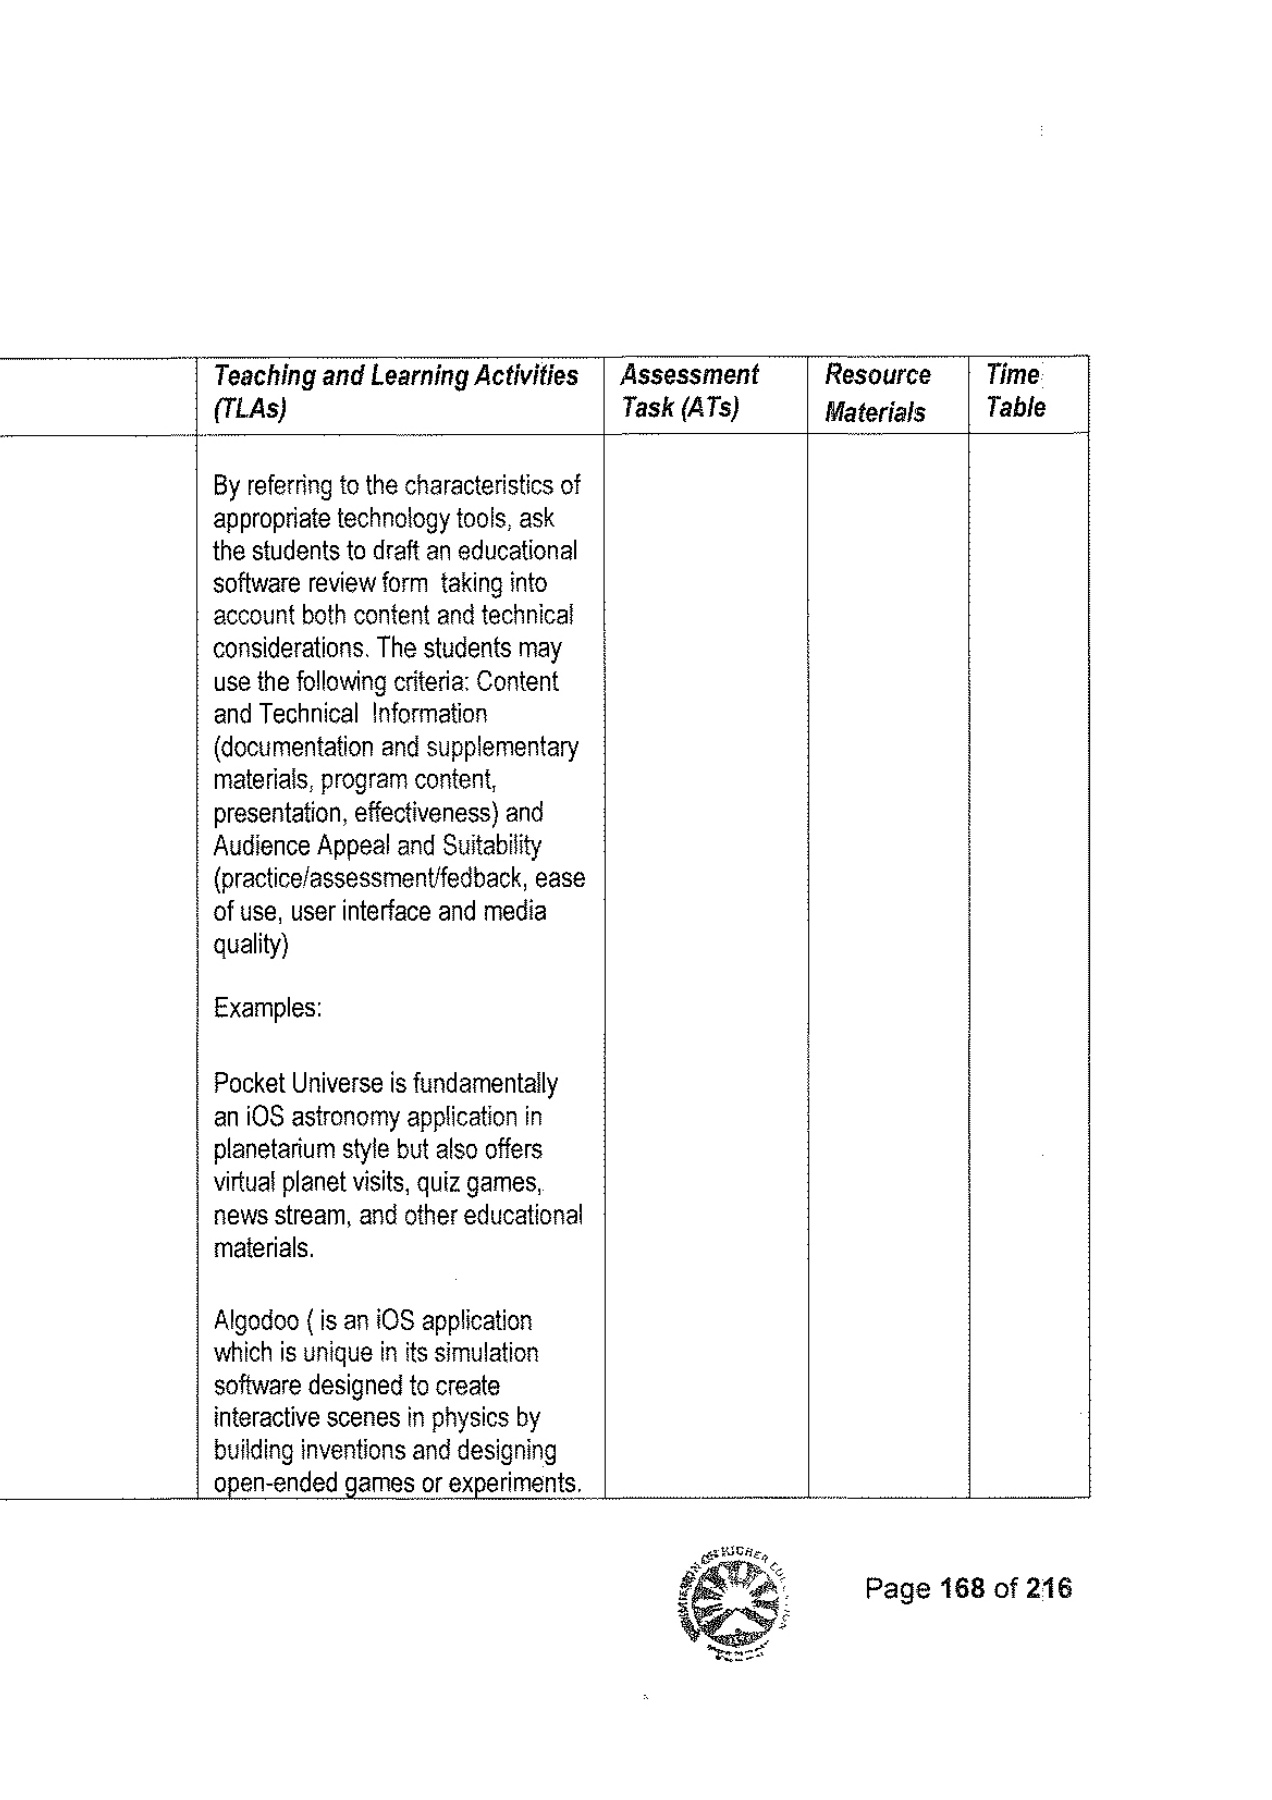 Teaching and Learning Activities
(TLAs)
Assessment
Task (ATs)
Resource
Materials
Time
Table
By referring to the characteristics of
appropriate technology tools, ask
the students to draft an educational
software review form taking into
account both content and technical
considerations. The students may
use the following criteria: Content
and Technical Information
(documentation and supplementary
materials, program content,
presentation, effectiveness) and
Audience Appeal and Suitability
(practice/assessment/fedback, ease
of use, user interface and media
quality)
Examples:
Pocket Universe is fundamentally
an iOS astronomy application in
planetarium style but also offers
virtual planet visits, quiz games,
news stream, and other educational
materials.
Algodoo ( is an iOS application
which is unique in its simulation
software designed to create
interactive scenes in physics by
building inventions and designing
open-ended games or experiments.
ON HIGHER
Page 168 of 216